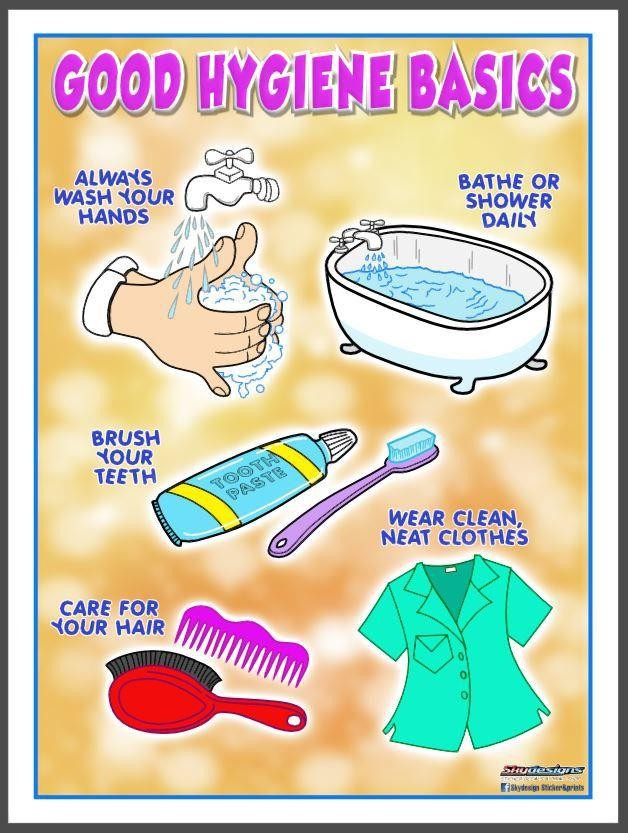 GOOD HYGIENE BASICS
ALWAYS
WASH YOUR
HANDS
BATHE OR
SHOWER
DAILY
BRUSH
YOUR
TEETH
TOOTH
PASTE
WEAR CLEAN,
NEAT CLOTHES
CARE FOR
YOUR HAIR
Skydesigns
Skydesign Sticker&prints